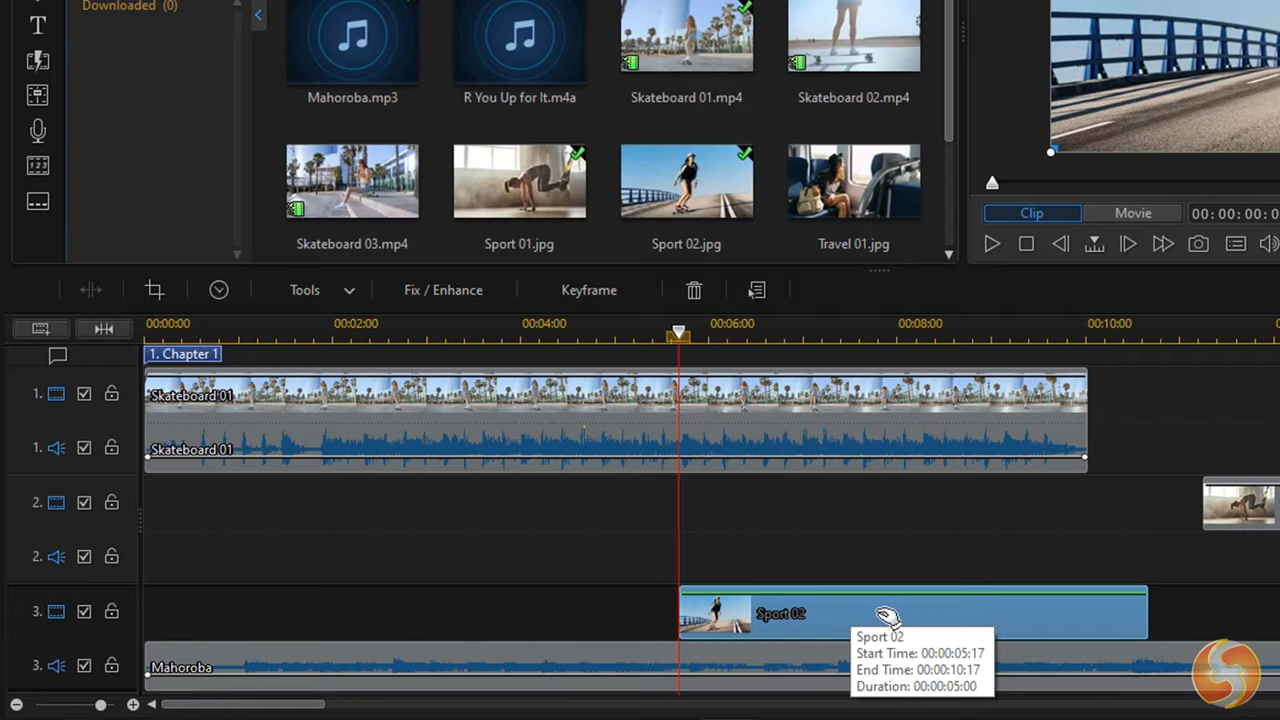 Downloaded (0)
Mahoroba.mp3
R You Up for It.m4a
Skateboard 01.mp4
Skateboard 02.mp4
Skateboard 03.mp4
Sport 01.jpg
Sport 02.jpg
Travel 01.jpg
Clip
Movie
00:00:00:0
Tools
Fix / Enhance
Keyframe
00:00:00
00:02:00
00:04:00
00:06:00
00:08:00
00:10:00
1. Chapter 1
1.
Skateboard 01
1.
Skateboard 01
2.
2.
3.
Sport 02
Sport 02
Start Time: 00:00:05:17
End Time: 00:00:10:17
Duration: 00:00:05:00
3.
Mahoroba